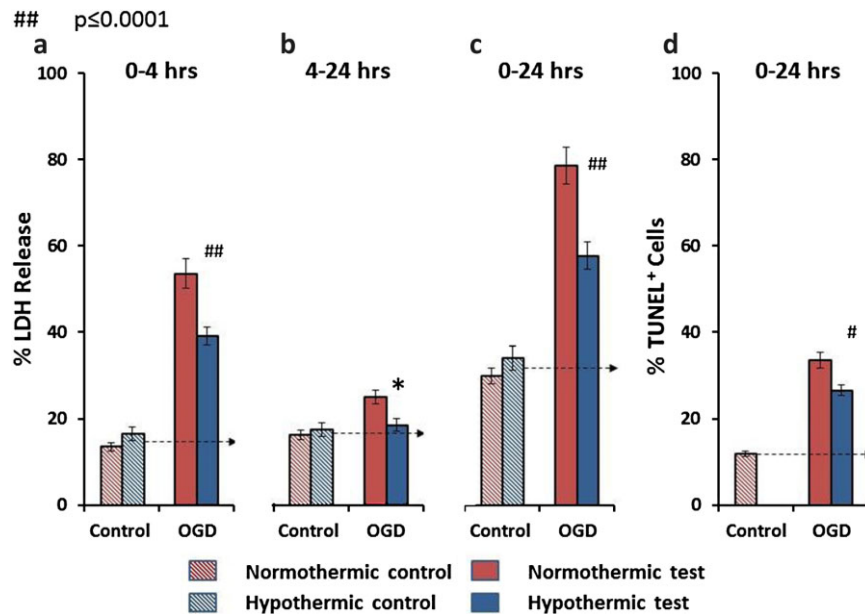 ## p≤0.0001
a b c d
0-4 hrs 4-24 hrs 0-24 hrs 0-24 hrs
% LDH Release
100
80
60
40
20
0
##
*
##
% TUNEL+ Cells
100
80
60
40
20
0
#
Control OGD Control OGD Control OGD Control OGD
Normothermic control Normothermic test
Hypothermic control Hypothermic test